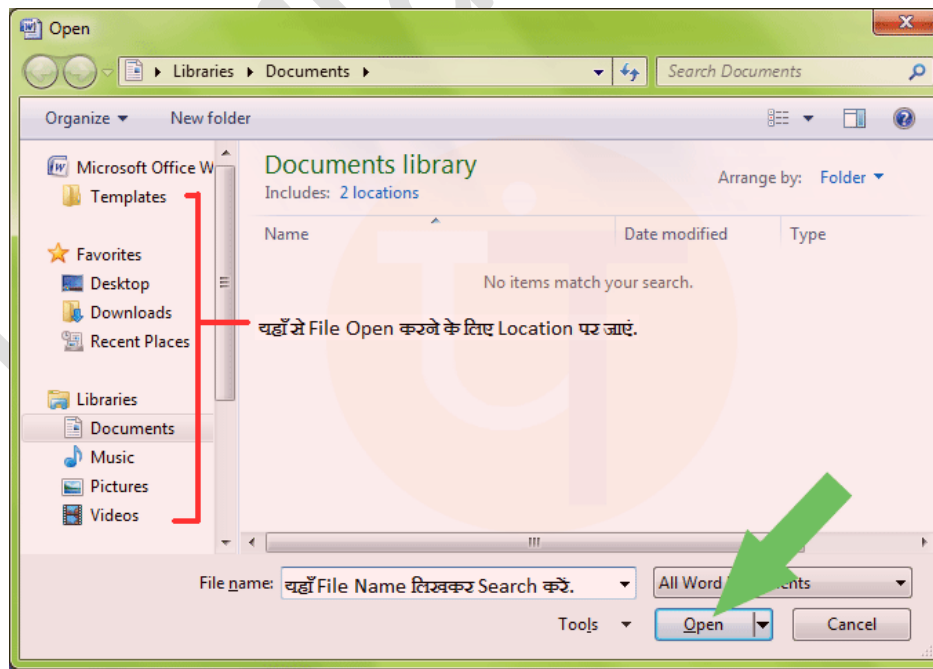 Open
Libraries Documents
Search Documents
Organize New folder
Microsoft Office W
Templates
Favorites
Desktop
Downloads
Recent Places
Libraries
Documents
Music
Pictures
Videos
Documents library
Includes: 2 locations
Arrange by: Folder
Name Date modified Type
No items match your search.
यहाँ से File Open करने के लिए Location पर जाएं.
File name: यहाँ File Name लिखकर Search करें.
All Word
Tools Open Cancel